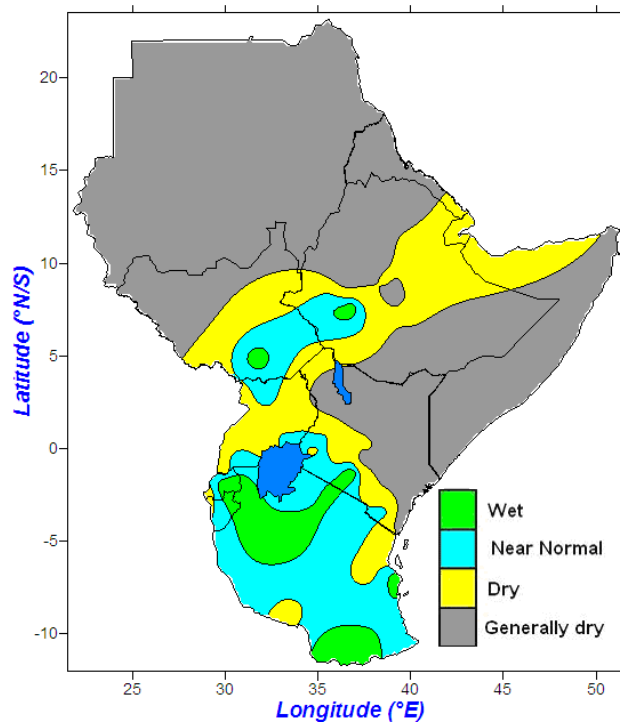 20
15
10
5
0
-5
-10
Latitude (°N/S)
Wet
Near Normal
Dry
Generally dry
25 30 35 40 45 50
Longitude (°E)